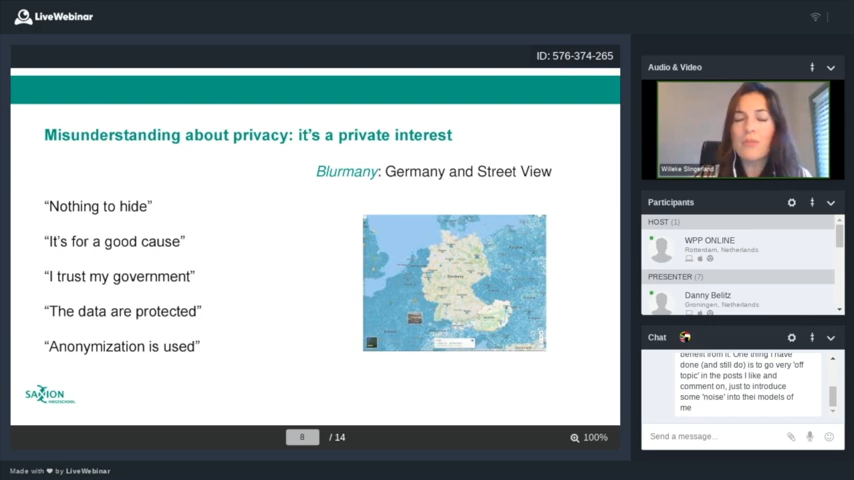 LiveWebinar
ID: 576-374-265
Misunderstanding about privacy: it's a private interest
Blurmany: Germany and Street View
"Nothing to hide"
"It's for a good cause"
"I trust my government"
"The data are protected"
"Anonymization is used"
SAXION
HOGESCHOOL
8 / 14
100%
Made with ❤ by LiveWebinar
Audio & Video
Willeke Slingerland
Participants
HOST (1)
WPP ONLINE
Rotterdam, Netherlands
PRESENTER (7)
Danny Belitz
Groningen, Netherlands
Chat
benefit from it. One thing I have
done (and still do) is to go very 'off
topic' in the posts I like and
comment on, just to introduce
some 'noise' into thei models of
me
Send a message...